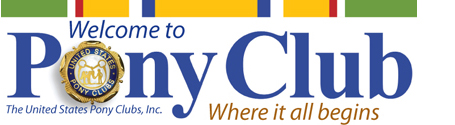 Welcome to
Pony Club
UNITED STATES
PONY CLUBS
The United States Pony Clubs, Inc.
Where it all begins